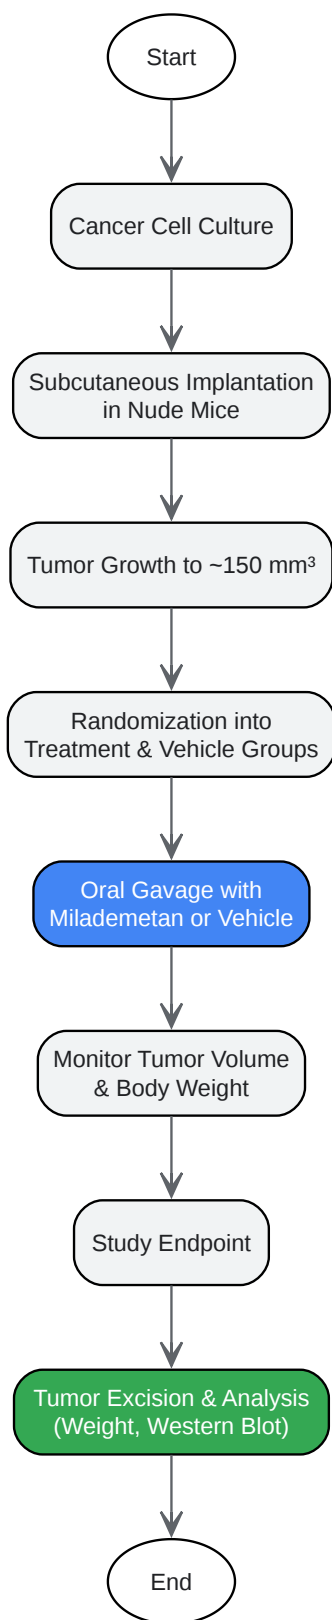 Start
Cancer Cell Culture
Subcutaneous Implantation
in Nude Mice
Tumor Growth to ~150 mm³
Randomization into
Treatment & Vehicle Groups
Oral Gavage with
Milademetan or Vehicle
Monitor Tumor Volume
& Body Weight
Study Endpoint
Tumor Excision & Analysis
(Weight, Western Blot)
End